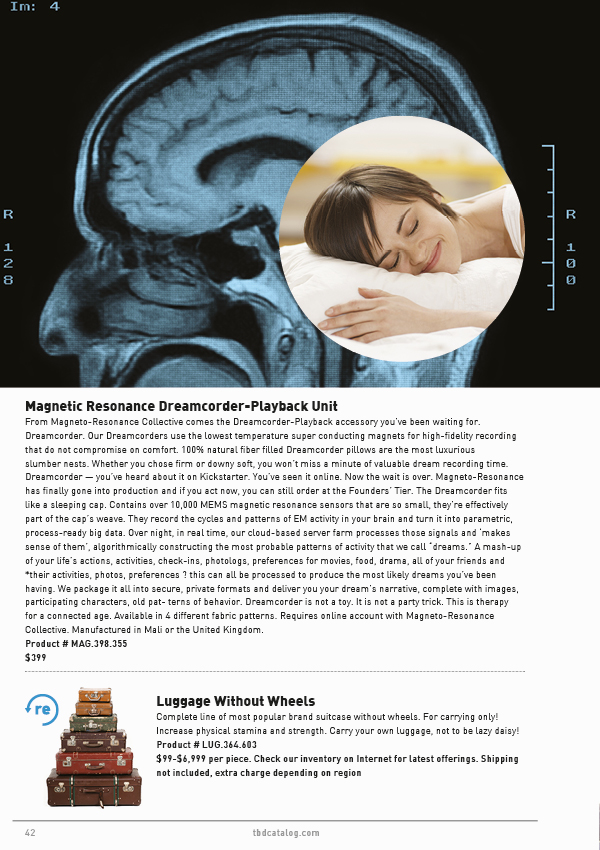 Im: 4
R
1
2
8
R
1
0
0
Magnetic Resonance Dreamcorder-Playback Unit
From Magneto-Resonance Collective comes the Dreamcorder-Playback accessory you've been waiting for.
Dreamcorder. Our Dreamcorders use the lowest temperature super conducting magnets for high-fidelity recording
that do not compromise on comfort. 100% natural fiber filled Dreamcorder pillows are the most luxurious
slumber nests. Whether you chose firm or downy soft, you won't miss a minute of valuable dream recording time.
Dreamcorder — you've heard about it on Kickstarter. You've seen it online. Now the wait is over. Magneto-Resonance
has finally gone into production and if you act now, you can still order at the Founders' Tier. The Dreamcorder fits
like a sleeping cap. Contains over 10,000 MEMS magnetic resonance sensors that are so small, they're effectively
part of the cap's weave. They record the cycles and patterns of EM activity in your brain and turn it into parametric,
process-ready big data. Over night, in real time, our cloud-based server farm processes those signals and 'makes
sense of them', algorithmically constructing the most probable patterns of activity that we call "dreams." A mash-up
of your life's actions, activities, check-ins, photologs, preferences for movies, food, drama, all of your friends and
*their activities, photos, preferences ? this can all be processed to produce the most likely dreams you've been
having. We package it all into secure, private formats and deliver you your dream's narrative, complete with images,
participating characters, old pat- terns of behavior. Dreamcorder is not a toy. It is not a party trick. This is therapy
for a connected age. Available in 4 different fabric patterns. Requires online account with Magneto-Resonance
Collective. Manufactured in Mali or the United Kingdom.
Product # MAG.398.355
$399
re
Luggage Without Wheels
Complete line of most popular brand suitcase without wheels. For carrying only!
Increase physical stamina and strength. Carry your own luggage, not to be lazy daisy!
Product # LUG.364.603
$99-$6,999 per piece. Check our inventory on Internet for latest offerings. Shipping
not included, extra charge depending on region
42
tbdcatalog.com